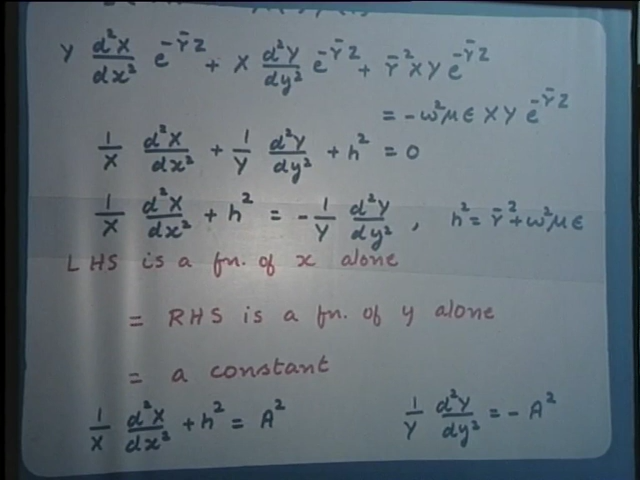 Y d²X/dx² e^-γ̄z + X d²Y/dy² e^-γ̄z + γ̄² XY e^-γ̄z
= -ω²μϵ XY e^-γ̄z
1/X d²X/dx² + 1/Y d²Y/dy² + h² = 0
1/X d²X/dx² + h² = -1/Y d²Y/dy² , h² = γ̄² + ω²μϵ
LHS is a fn. of x alone
= RHS is a fn. of y alone
= a constant
1/X d²X/dx² + h² = A² 1/Y d²Y/dy² = -A²